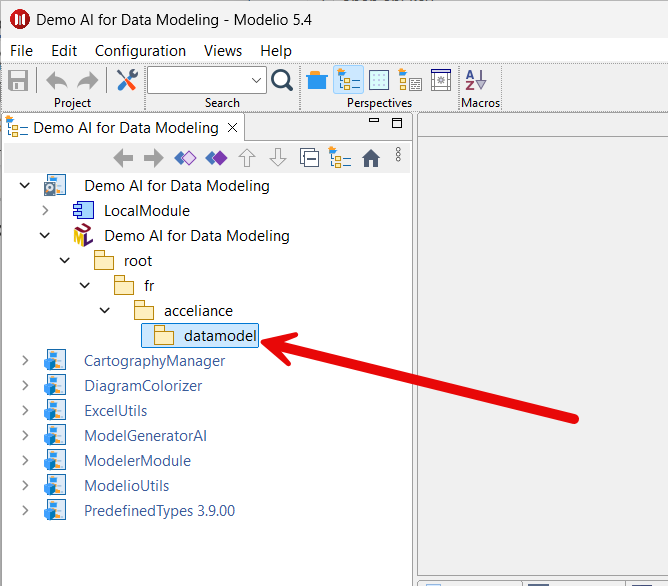 Demo AI for Data Modeling - Modelio 5.4
File Edit Configuration Views Help
Project Search Perspectives Macros
Demo AI for Data Modeling
Demo AI for Data Modeling
LocalModule
Demo AI for Data Modeling
root
fr
acceliance
datamodel
CartographyManager
DiagramColorizer
ExcelUtils
ModelGeneratorAI
ModelerModule
ModelioUtils
PredefinedTypes 3.9.00